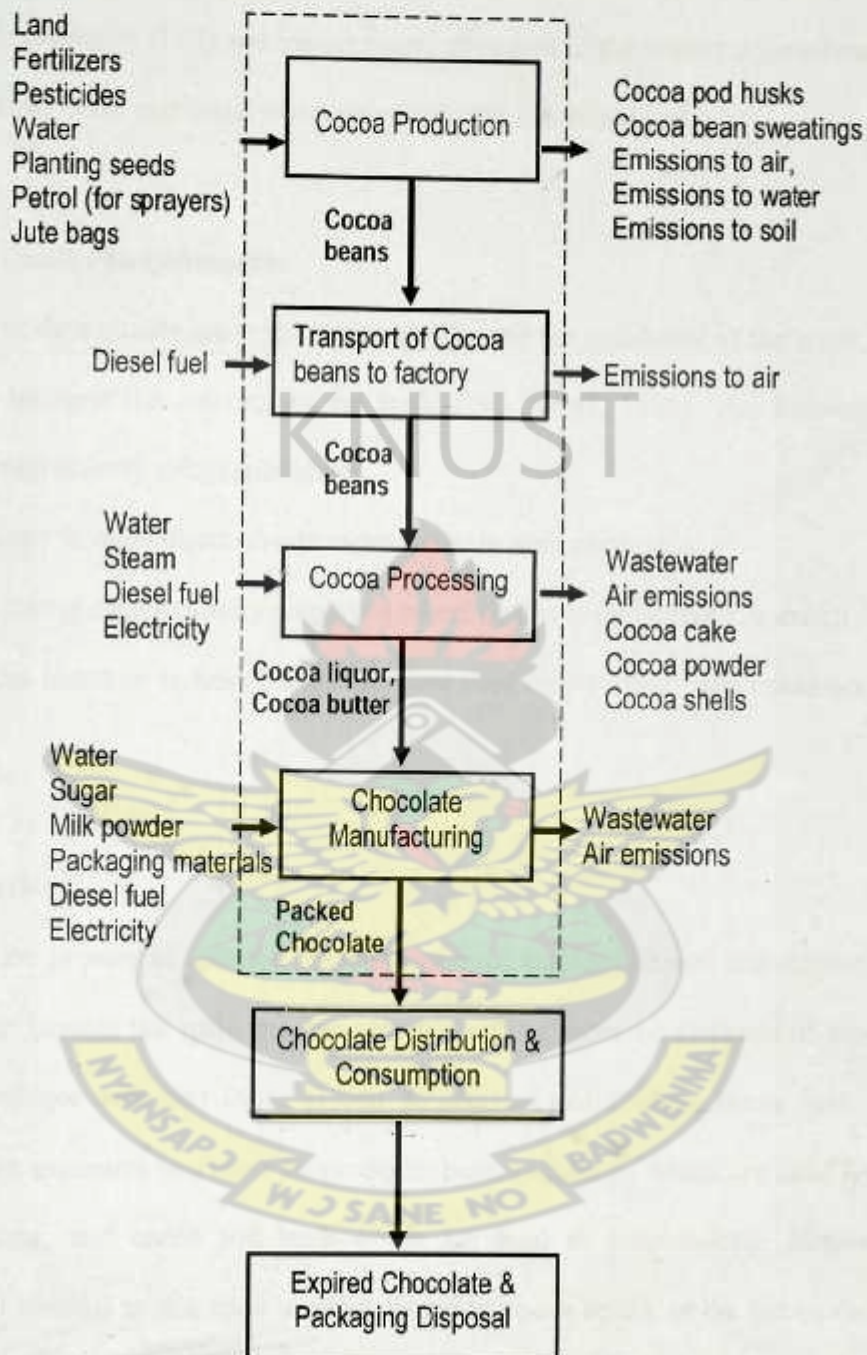 Land
Fertilizers
Pesticides
Water
Planting seeds
Petrol (for sprayers)
Jute bags
Cocoa Production
Cocoa pod husks
Cocoa bean sweatings
Emissions to air,
Emissions to water
Emissions to soil
Cocoa
beans
Diesel fuel
Transport of Cocoa
beans to factory
Emissions to air
KNUST
Cocoa
beans
Water
Steam
Diesel fuel
Electricity
Cocoa Processing
Wastewater
Air emissions
Cocoa cake
Cocoa powder
Cocoa shells
Cocoa liquor,
Cocoa butter
Water
Sugar
Milk powder
Packaging materials
Diesel fuel
Electricity
Chocolate
Manufacturing
Wastewater
Air emissions
Packed
Chocolate
Chocolate Distribution &
Consumption
NYANSAPƆ
WƆSANE NO
BADWENMA
Expired Chocolate &
Packaging Disposal